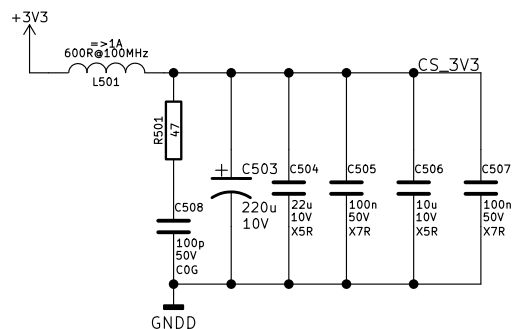 +3V3
=>1A
600R@100MHz
L501
CS_3V3
R501
47
+
C503
220u
10V
C504
22u
10V
X5R
C505
100n
50V
X7R
C506
10u
10V
X5R
C507
100n
50V
X7R
C508
100p
50V
C0G
GNDD